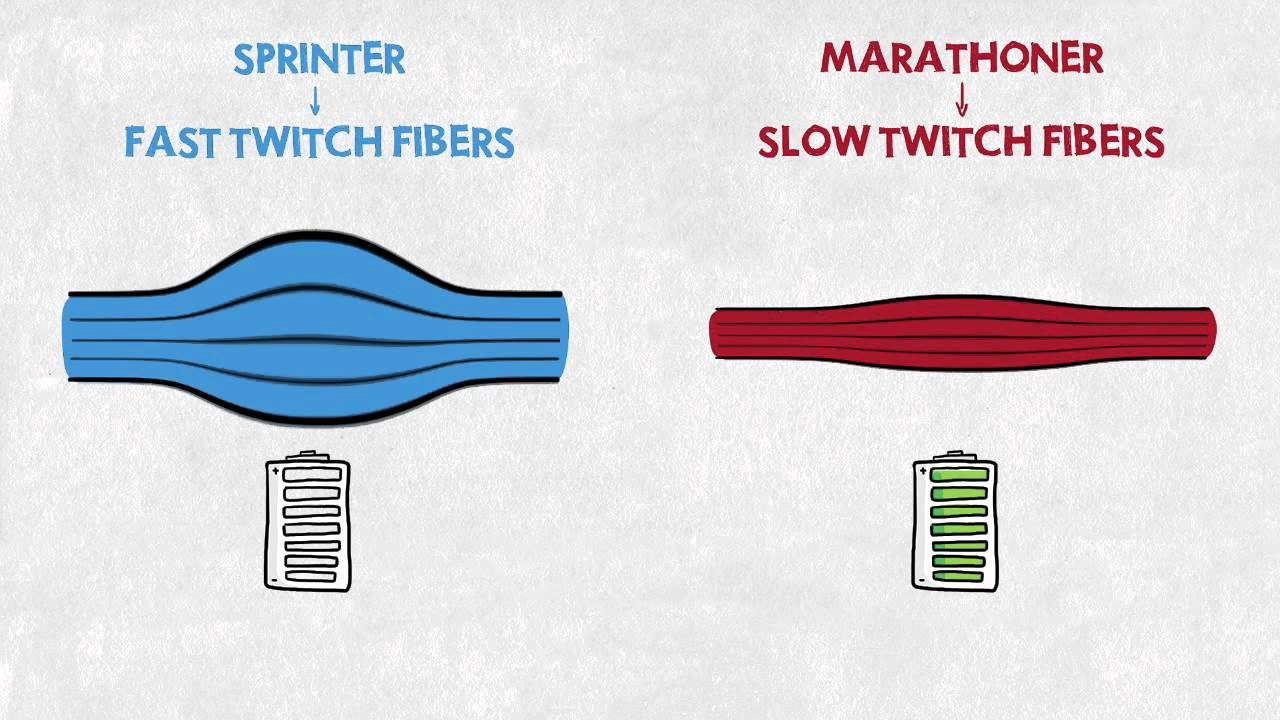 SPRINTER
↓
FAST TWITCH FIBERS
MARATHONER
↓
SLOW TWITCH FIBERS
+
-
+
-